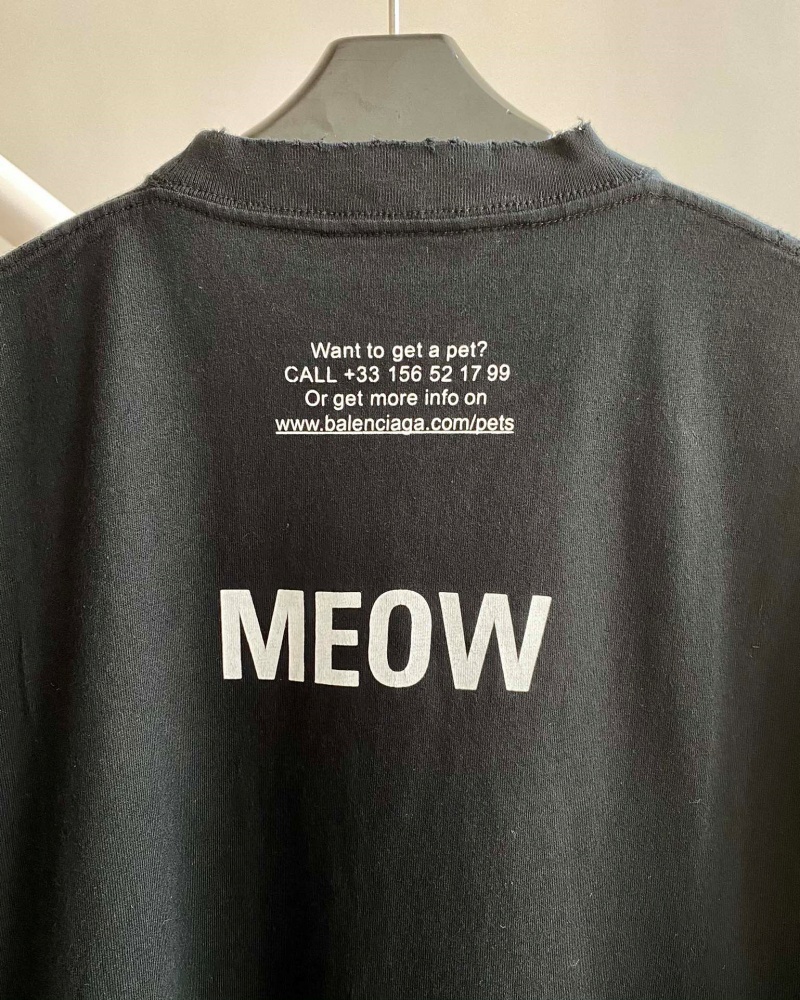 Want to get a pet?
CALL +33 156 52 17 99
Or get more info on
www.balenciaga.com/pets
MEOW